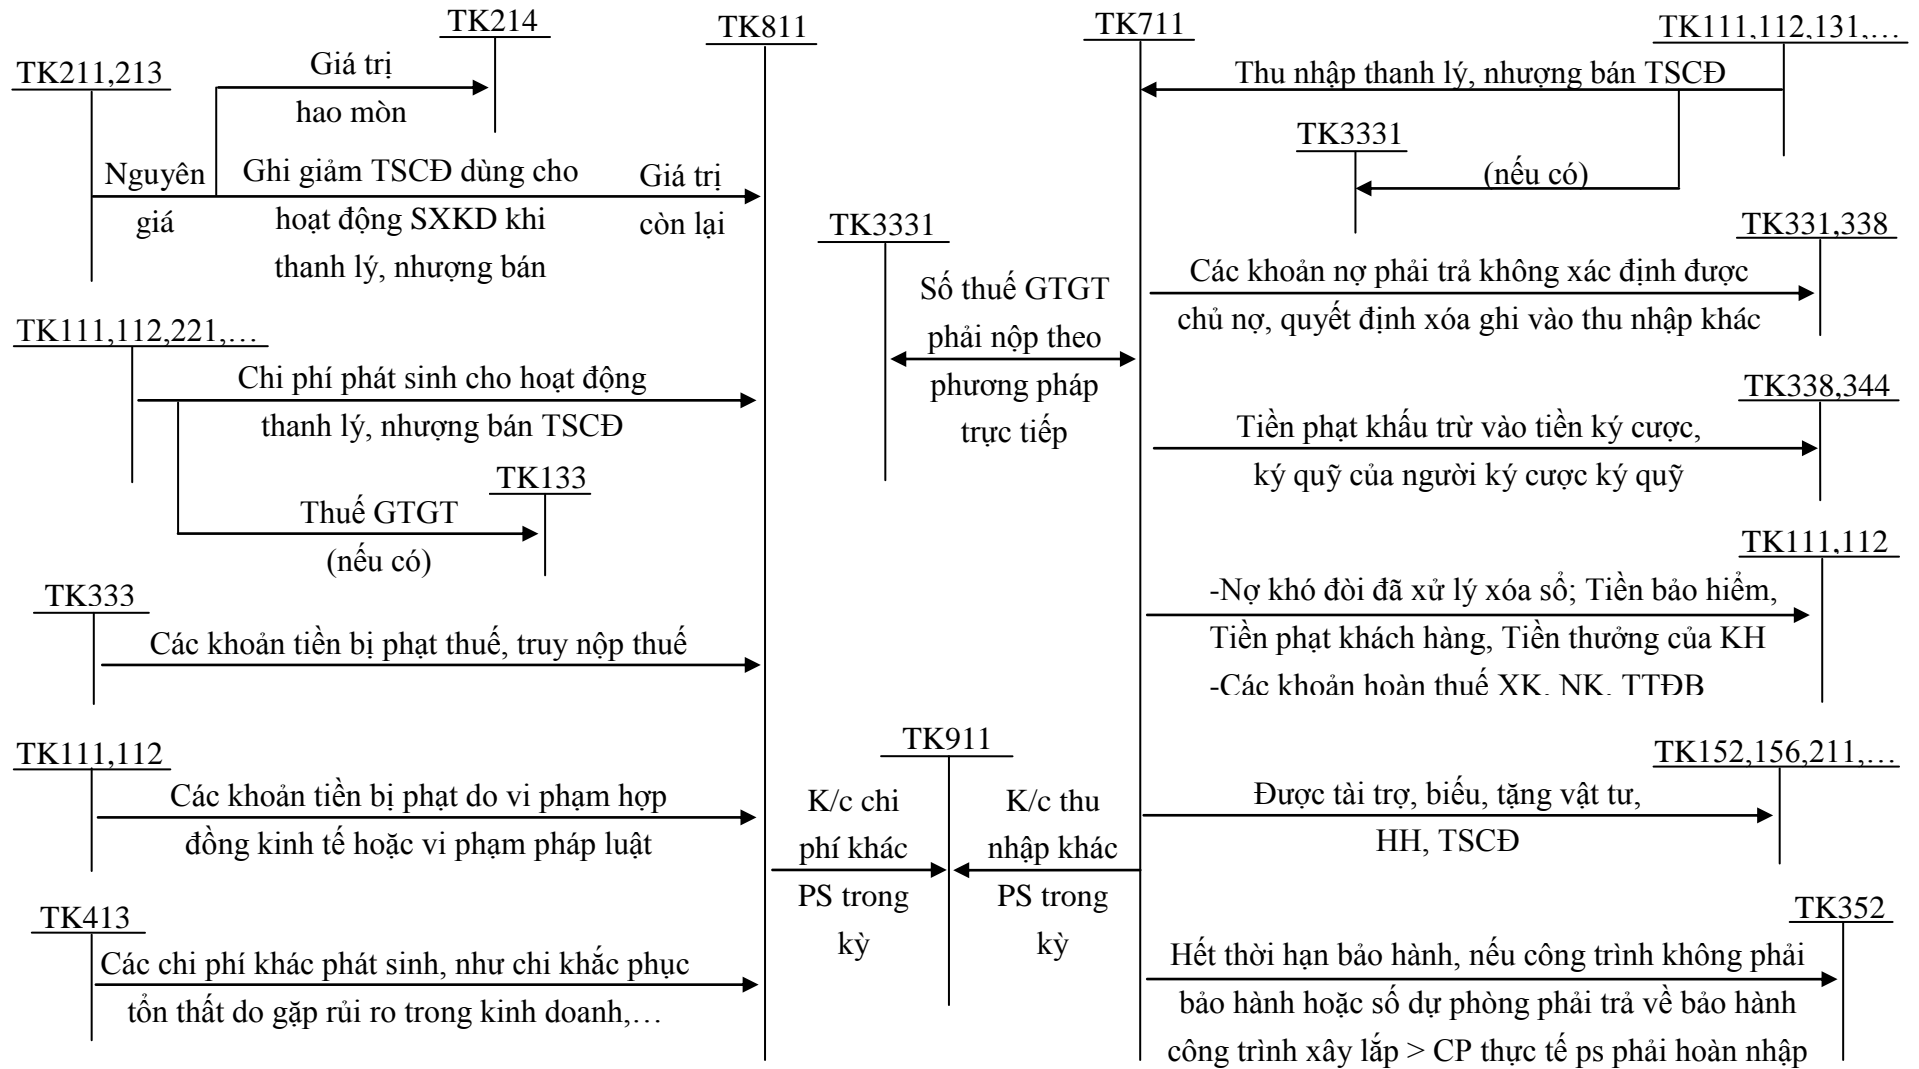 TK211,213
Giá trị
hao mòn
TK214
Nguyên
giá
Ghi giảm TSCĐ dùng cho
hoạt động SXKD khi
thanh lý, nhượng bán
Giá trị
còn lại
TK811
TK111,112,221,…
Chi phí phát sinh cho hoạt động
thanh lý, nhượng bán TSCĐ
TK133
Thuế GTGT
(nếu có)
TK333
Các khoản tiền bị phạt thuế, truy nộp thuế
TK111,112
Các khoản tiền bị phạt do vi phạm hợp
đồng kinh tế hoặc vi phạm pháp luật
TK413
Các chi phí khác phát sinh, như chi khắc phục
tổn thất do gặp rủi ro trong kinh doanh,…
TK3331
Số thuế GTGT
phải nộp theo
phương pháp
trực tiếp
TK911
K/c chi
phí khác
PS trong
kỳ
K/c thu
nhập khác
PS trong
kỳ
TK711
TK111,112,131,…
Thu nhập thanh lý, nhượng bán TSCĐ
TK3331
(nếu có)
TK331,338
Các khoản nợ phải trả không xác định được
chủ nợ, quyết định xóa ghi vào thu nhập khác
TK338,344
Tiền phạt khấu trừ vào tiền ký cược,
ký quỹ của người ký cược ký quỹ
TK111,112
-Nợ khó đòi đã xử lý xóa sổ; Tiền bảo hiểm,
Tiền phạt khách hàng, Tiền thưởng của KH
-Các khoản hoàn thuế XK, NK, TTĐB
TK152,156,211,…
Được tài trợ, biếu, tặng vật tư,
HH, TSCĐ
TK352
Hết thời hạn bảo hành, nếu công trình không phải
bảo hành hoặc số dự phòng phải trả về bảo hành
công trình xây lắp > CP thực tế ps phải hoàn nhập